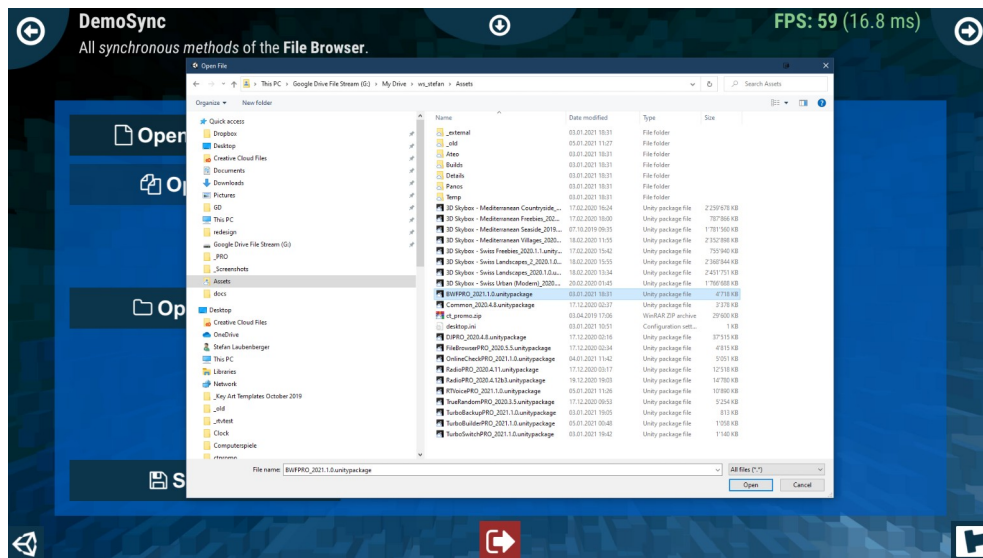 DemoSync
FPS: 59 (16.8 ms)
All synchronous methods of the File Browser.
Open File
This PC > Google Drive File Stream (G:) > My Drive > ws_stefan > Assets
Search Assets
Organize
New folder
Open
Op
Op
S
Quick access
Dropbox
Desktop
Creative Cloud Files
Documents
Downloads
Pictures
GD
This PC
redesign
Google Drive File Stream (G:)
_PRO
_Screenshots
Assets
docs
Desktop
Creative Cloud Files
OneDrive
Stefan Laubenberger
This PC
Libraries
Network
_Key Art Templates October 2019
_old
_rtvtest
Clock
Computerspiele
ctpromo
Name Date modified Type Size
_external 03.01.2021 18:31 File folder
_old 05.01.2021 11:27 File folder
Ateo 03.01.2021 18:31 File folder
Builds 03.01.2021 18:31 File folder
Details 03.01.2021 18:31 File folder
Panos 03.01.2021 18:31 File folder
Temp 03.01.2021 18:31 File folder
3D Skybox - Mediterranean Countryside_... 17.02.2020 16:24 Unity package file 2'259'678 KB
3D Skybox - Mediterranean Freebies_202... 17.02.2020 18:00 Unity package file 787'866 KB
3D Skybox - Mediterranean Seaside_2019... 07.10.2019 09:35 Unity package file 1'781'560 KB
3D Skybox - Mediterranean Villages_2020... 18.02.2020 11:55 Unity package file 2'352'898 KB
3D Skybox - Swiss Freebies_2020.1.1.unity... 17.02.2020 15:42 Unity package file 755'940 KB
3D Skybox - Swiss Landscapes_2_2020.1.0... 18.02.2020 15:55 Unity package file 2'368'044 KB
3D Skybox - Swiss Landscapes_2020.1.0.u... 18.02.2020 13:34 Unity package file 2'451'751 KB
3D Skybox - Swiss Urban (Modern)_2020.... 20.02.2020 01:45 Unity package file
BWFPRO_2021.1.0.unitypackage 03.01.2021 18:31 Unity package file 4'718 KB
Common_2020.4.8.unitypackage 17.12.2020 02:37 Unity package file 3'378 KB
ct_promo.zip 03.04.2019 17:06 WinRAR ZIP archive 29'600 KB
desktop.ini 03.01.2021 10:51 Configuration sett... 1 KB
DJPRO_2020.4.8.unitypackage 17.12.2020 02:16 Unity package file 37'515 KB
FileBrowserPRO_2020.5.5.unitypackage 17.12.2020 02:34 Unity package file 4'815 KB
OnlineCheckPRO_2021.1.0.unitypackage 04.01.2021 11:42 Unity package file 5'051 KB
RadioPRO_2020.4.11.unitypackage 17.12.2020 03:17 Unity package file 12'518 KB
RadioPRO_2020.4.12b3.unitypackage 19.12.2020 19:03 Unity package file 14'780 KB
RTVoicePRO_2021.1.0.unitypackage 05.01.2021 11:26 Unity package file 10'890 KB
TrueRandomPRO_2020.3.5.unitypackage 17.12.2020 09:53 Unity package file 5'254 KB
TurboBackupPRO_2021.1.0.unitypackage 03.01.2021 19:05 Unity package file 813 KB
TurboBuilderPRO_2021.1.0.unitypackage 05.01.2021 00:48 Unity package file 1'058 KB
TurboSwitchPRO_2021.1.0.unitypackage 03.01.2021 19:42 Unity package file 1'140 KB
File name: BWFPRO_2021.1.0.unitypackage
All files (*.*)
Open
Cancel